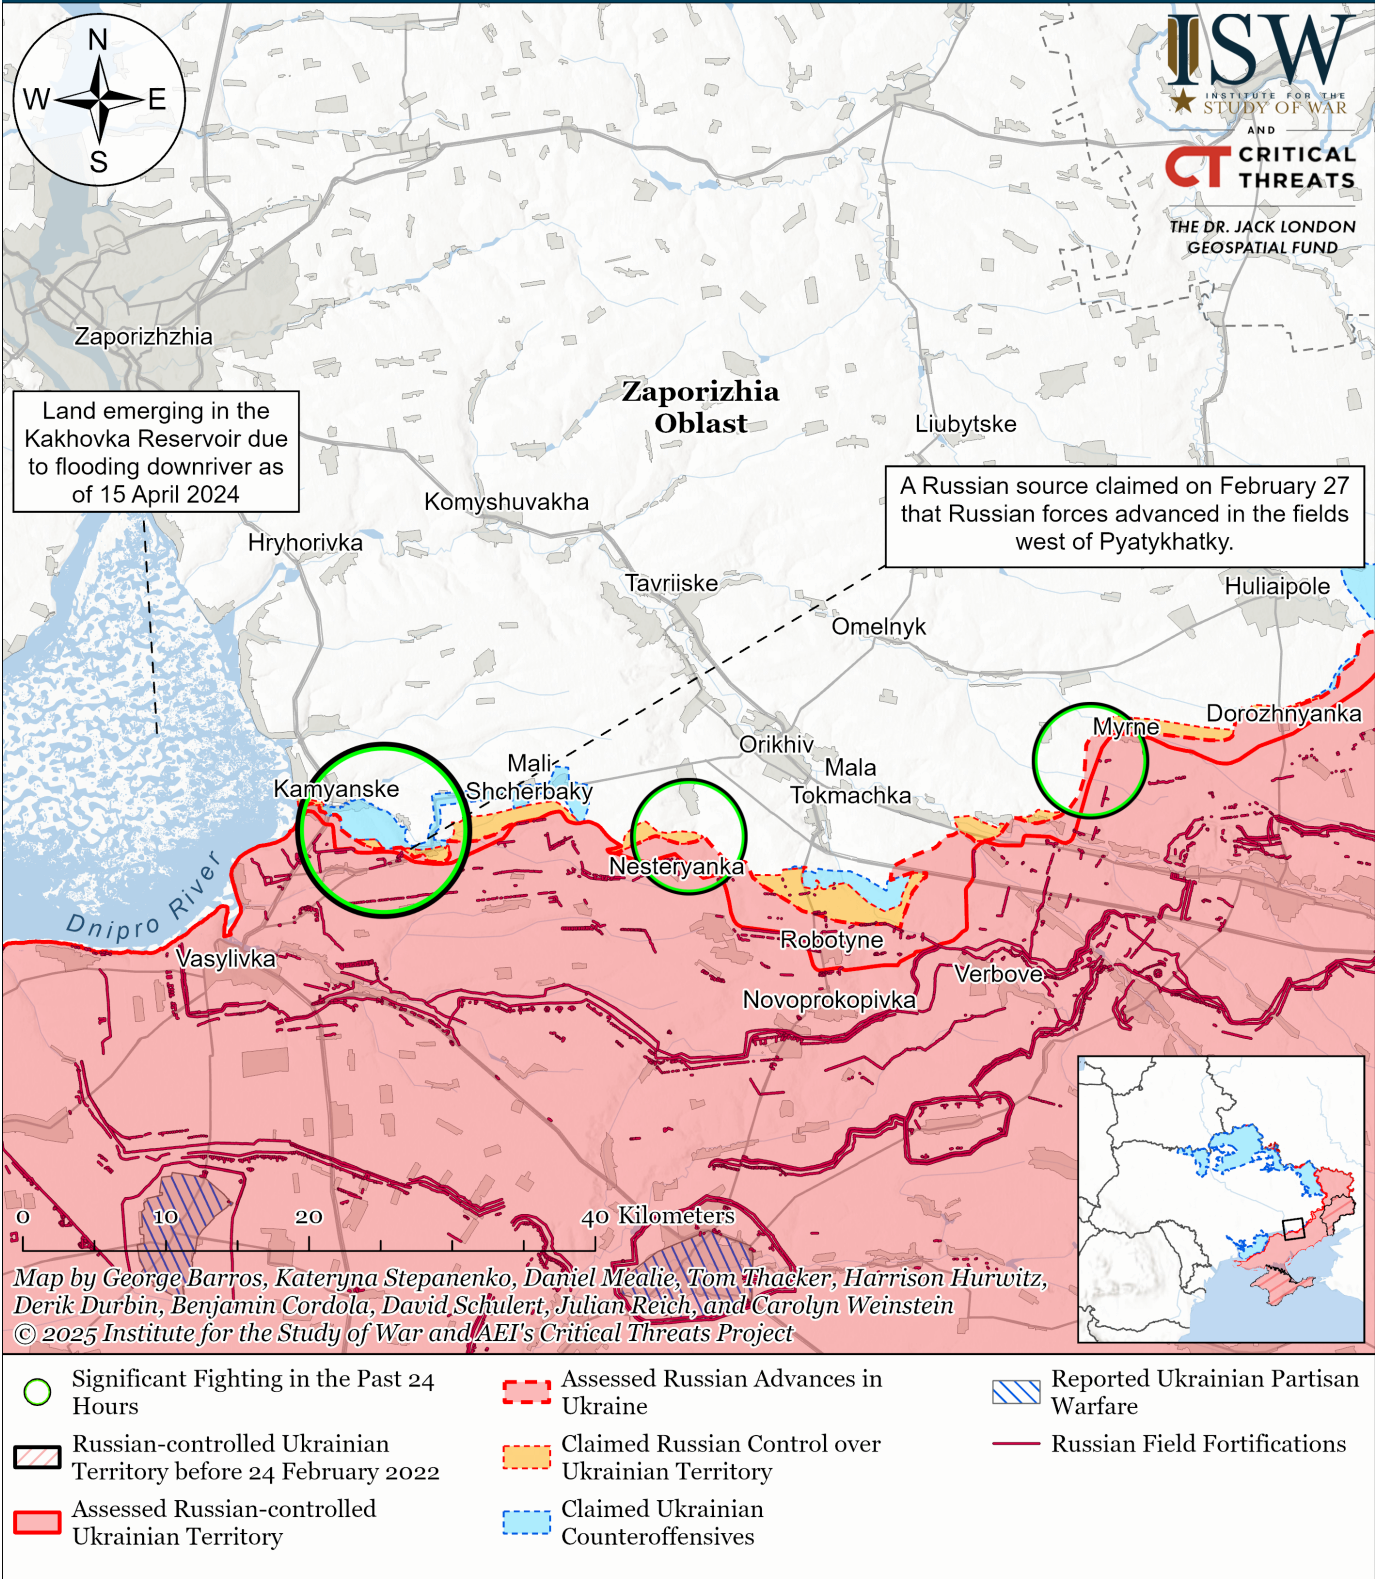 N
W
E
S
ISW
INSTITUTE FOR THE
STUDY OF WAR
AND
CT CRITICAL
THREATS
THE DR. JACK LONDON
GEOSPATIAL FUND
Zaporizhzhia
Land emerging in the
Kakhovka Reservoir due
to flooding downriver as
of 15 April 2024
Zaporizhia
Oblast
Liubytske
A Russian source claimed on February 27
that Russian forces advanced in the fields
west of Pyatykhatky.
Komyshuvakha
Hryhorivka
Tavriiske
Huliaipole
Omelnyk
Dorozhnyanka
Myrne
Orikhiv
Mali
Shcherbaky
Mala
Tokmachka
Kamyanske
Nesteryanka
Dnipro River
Robotyne
Vasylivka
Verbove
Novoprokopivka
0 10 20 40 Kilometers
Map by George Barros, Kateryna Stepanenko, Daniel Mealie, Tom Thacker, Harrison Hurwitz,
Derik Durbin, Benjamin Cordola, David Schulert, Julian Reich, and Carolyn Weinstein
© 2025 Institute for the Study of War and AEI's Critical Threats Project
Significant Fighting in the Past 24
Hours
Russian-controlled Ukrainian
Territory before 24 February 2022
Assessed Russian-controlled
Ukrainian Territory
Assessed Russian Advances in
Ukraine
Claimed Russian Control over
Ukrainian Territory
Claimed Ukrainian
Counteroffensives
Reported Ukrainian Partisan
Warfare
Russian Field Fortifications